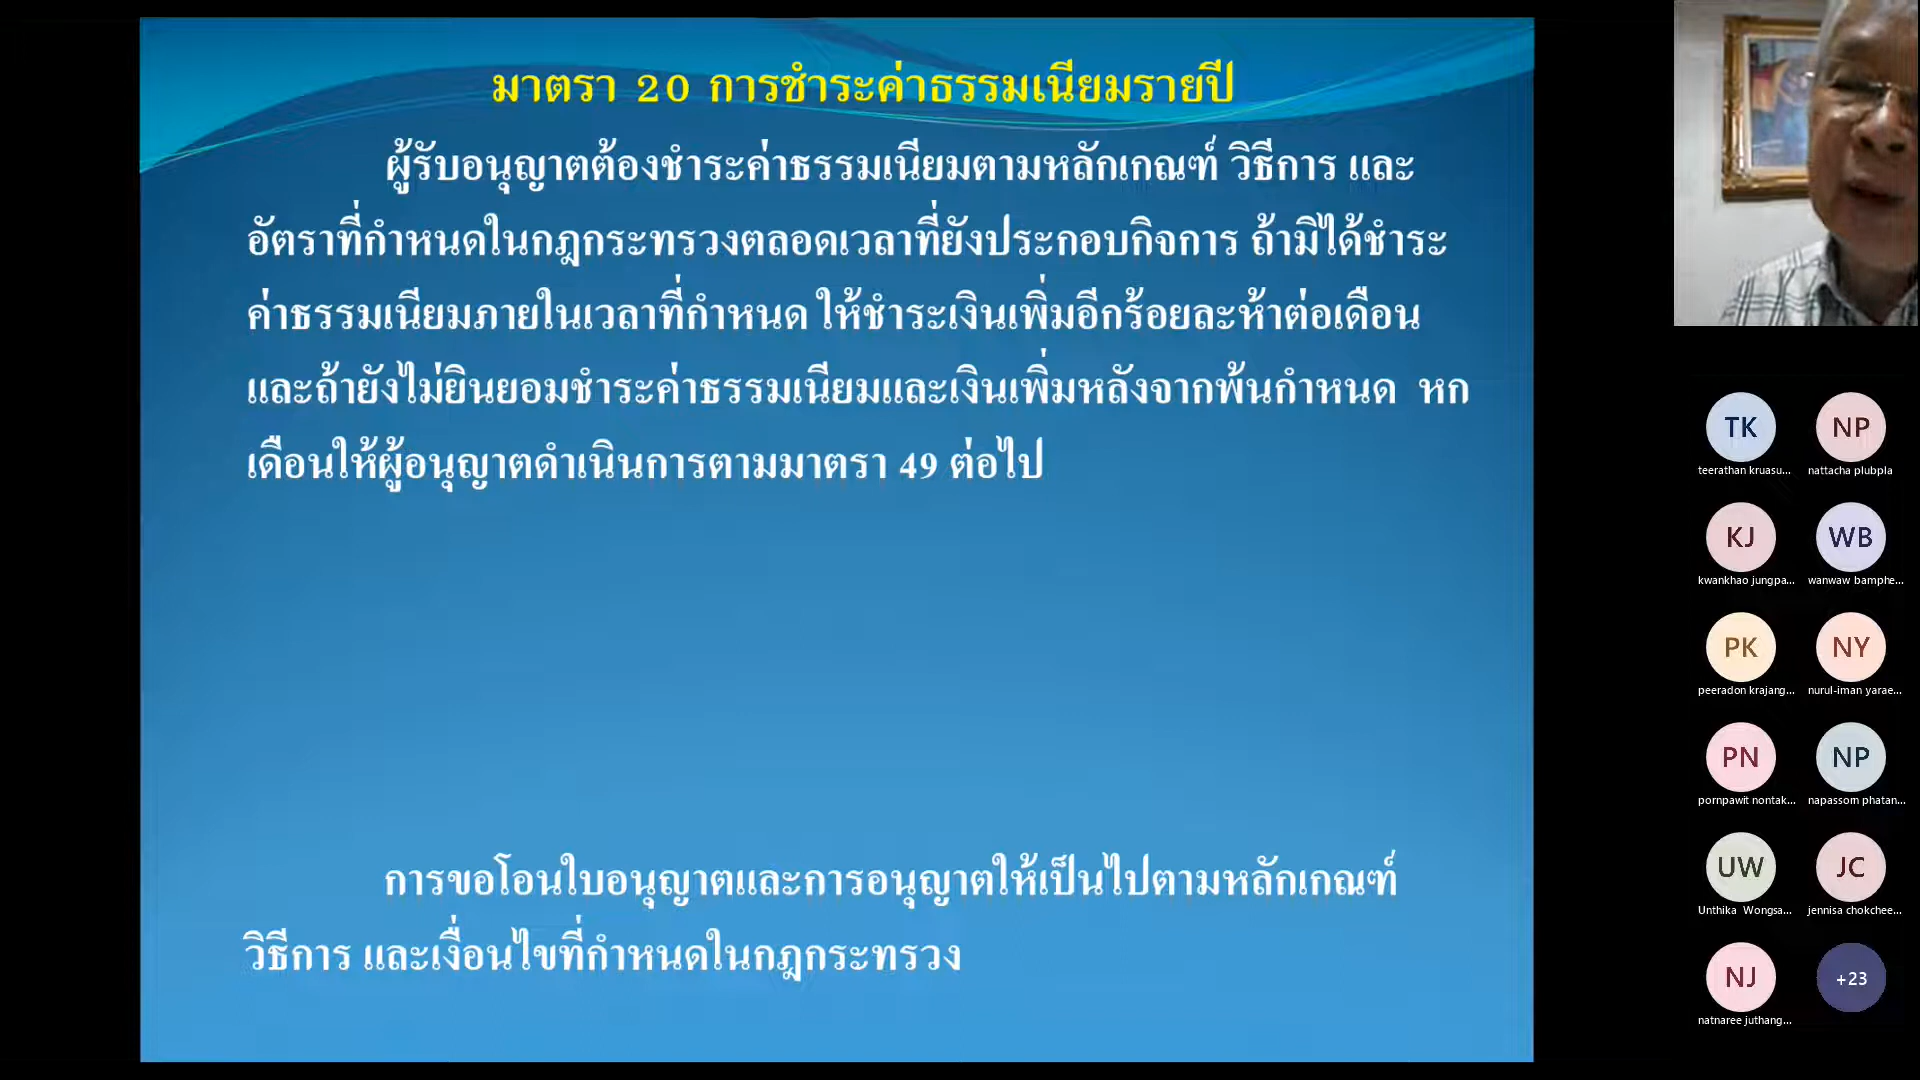 มาตรา 20 การชำระค่าธรรมเนียมรายปี
ผู้รับอนุญาตต้องชำระค่าธรรมเนียมตามหลักเกณฑ์ วิธีการ และ
อัตราที่กำหนดในกฎกระทรวงตลอดเวลาที่ยังประกอบกิจการ ถ้ามิได้ชำระ
ค่าธรรมเนียมภายในเวลาที่กำหนด ให้ชำระเงินเพิ่มอีกร้อยละห้าต่อเดือน
และถ้ายังไม่ยินยอมชำระค่าธรรมเนียมและเงินเพิ่มหลังจากพ้นกำหนด หก
เดือนให้ผู้อนุญาตดำเนินการตามมาตรา 49 ต่อไป
การขอโอนใบอนุญาตและการอนุญาตให้เป็นไปตามหลักเกณฑ์
วิธีการ และเงื่อนไขที่กำหนดในกฎกระทรวง
TK NP
teerathan kruasu... nattacha plubpla
KJ WB
kwankhao jungpa... wanwaw bamphe...
PK NY
peeradon krajang... nurul-iman yarae...
PN NP
pornpawit nontak... napassorn phatan...
UW JC
Unthika Wongsa... jennisa chokchee...
NJ +23
natnaree juthang...